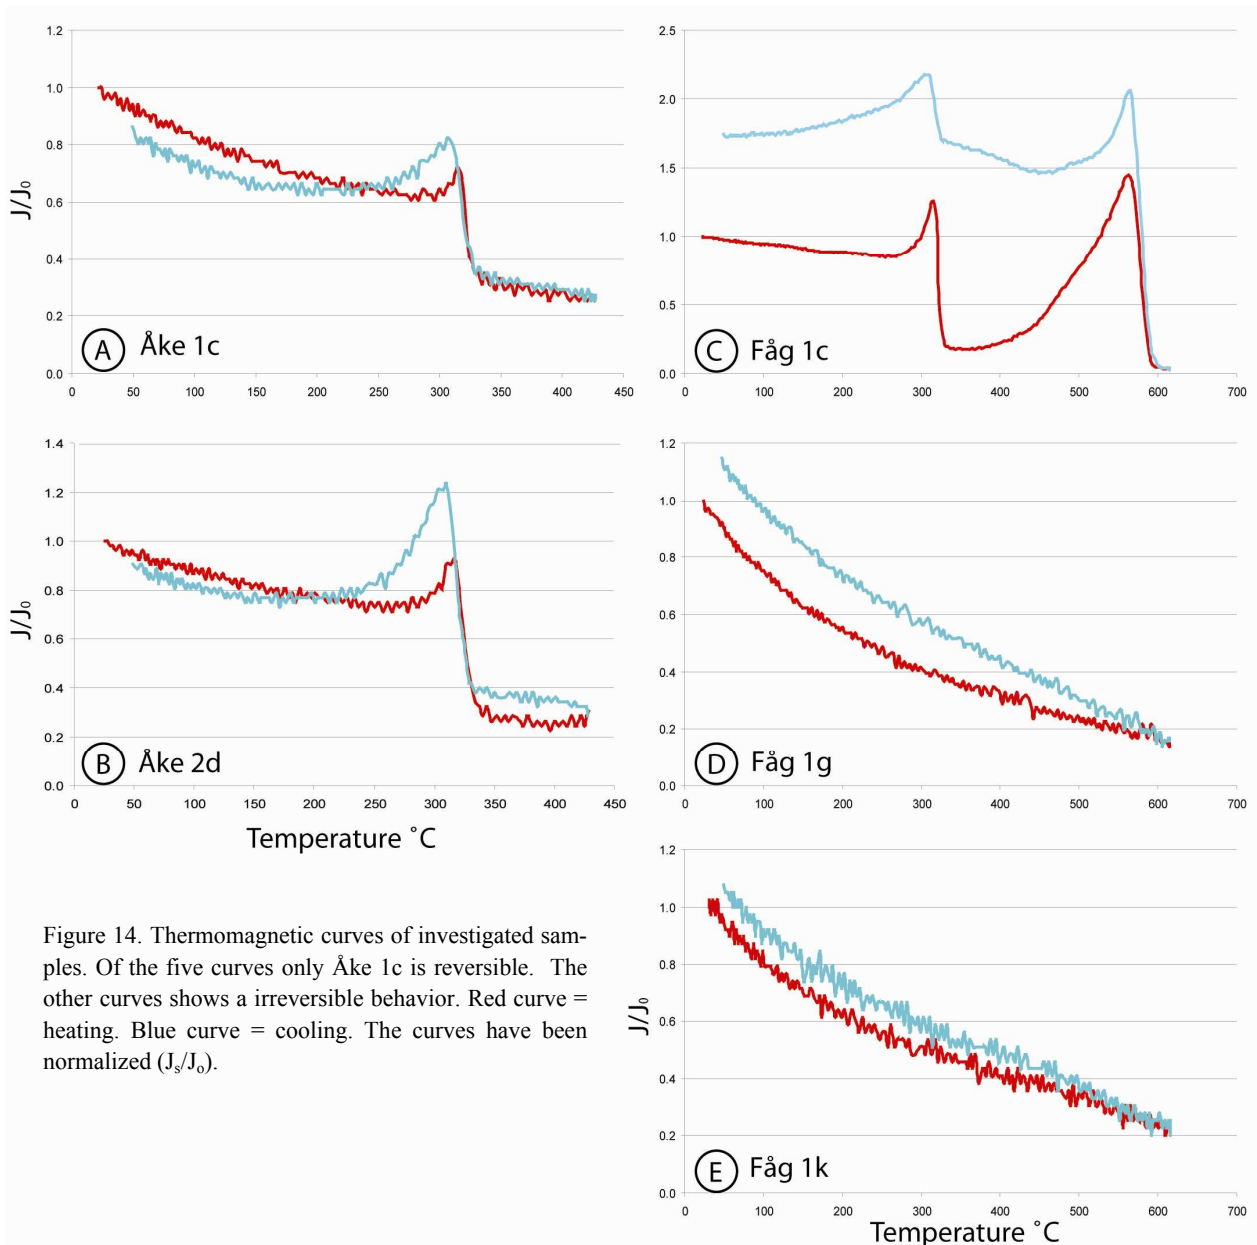 1.2
1.0
0.8
0.6
0.4
0.2
0.0
J/J₀
0 50 100 150 200 250 300 350 400 450
A Åke 1c
1.4
1.2
1.0
0.8
0.6
0.4
0.2
0.0
J/J₀
0 50 100 150 200 250 300 350 400 450
B Åke 2d
Temperature ˚C
2.5
2.0
1.5
1.0
0.5
0.0
0 100 200 300 400 500 600 700
C Fåg 1c
1.2
1.0
0.8
0.6
0.4
0.2
0.0
0 100 200 300 400 500 600 700
D Fåg 1g
1.2
1.0
0.8
0.6
0.4
0.2
0.0
J/J₀
0 100 200 300 400 500 600 700
E Fåg 1k
Temperature ˚C
Figure 14. Thermomagnetic curves of investigated sam-
ples. Of the five curves only Åke 1c is reversible. The
other curves shows a irreversible behavior. Red curve =
heating. Blue curve = cooling. The curves have been
normalized (Jₛ/Jₒ).